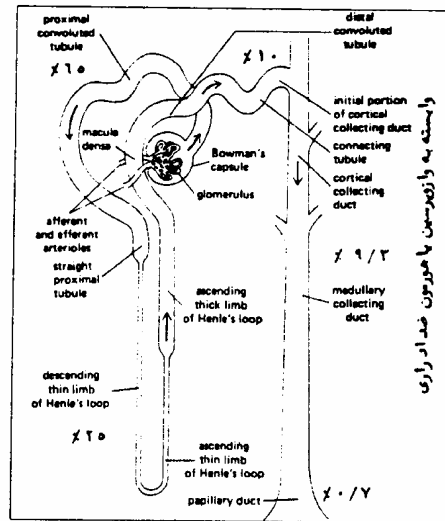 proximal
convoluted
tubule
٪۶۰
distal
convoluted
tubule
٪۱۰
initial portion
of cortical
collecting duct
connecting
tubule
cortical
collecting
duct
macula
densa
Bowman's
capsule
glomerulus
afferent
and efferent
arterioles
straight
proximal
tubule
٪ ۹/۳
medullary
collecting duct
ascending
thick limb
of Henle's loop
descending
thin limb
of Henle's loop
٪۲۰
ascending
thin limb
of Henle's loop
papillary duct
٪۰/۷
وابسته به وازوپرسین یا هورمون ضد ادراری